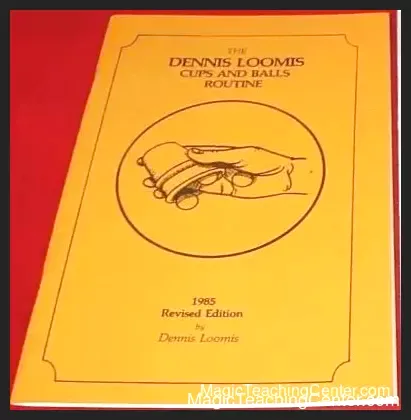 THE
DENNIS LOOMIS
CUPS AND BALLS
ROUTINE
1985
Revised Edition
by
Dennis Loomis
MagicTeachingCenter.com
MagicTeachingCenter.com